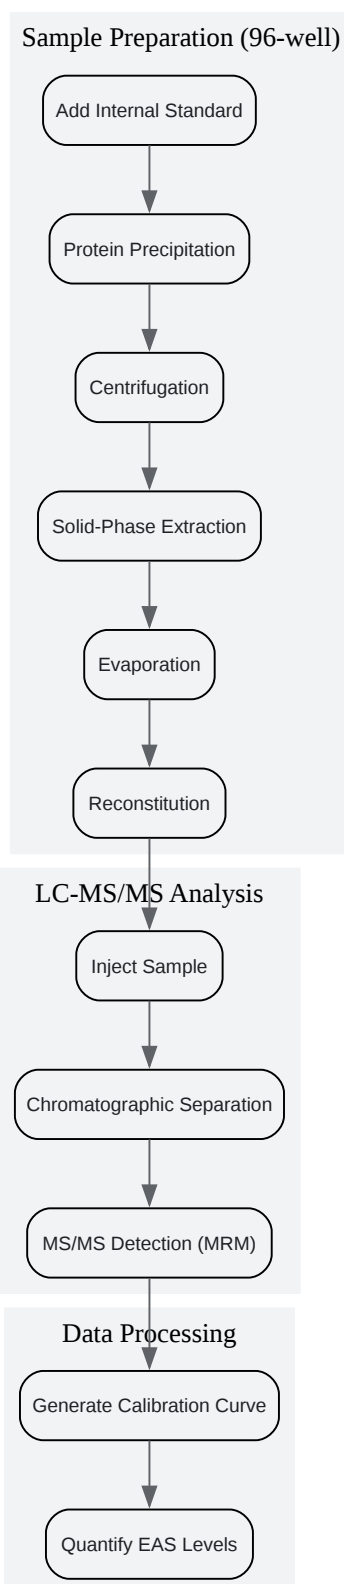 Sample Preparation (96-well)
Add Internal Standard
Protein Precipitation
Centrifugation
Solid-Phase Extraction
Evaporation
Reconstitution
LC-MS/MS Analysis
Inject Sample
Chromatographic Separation
MS/MS Detection (MRM)
Data Processing
Generate Calibration Curve
Quantify EAS Levels